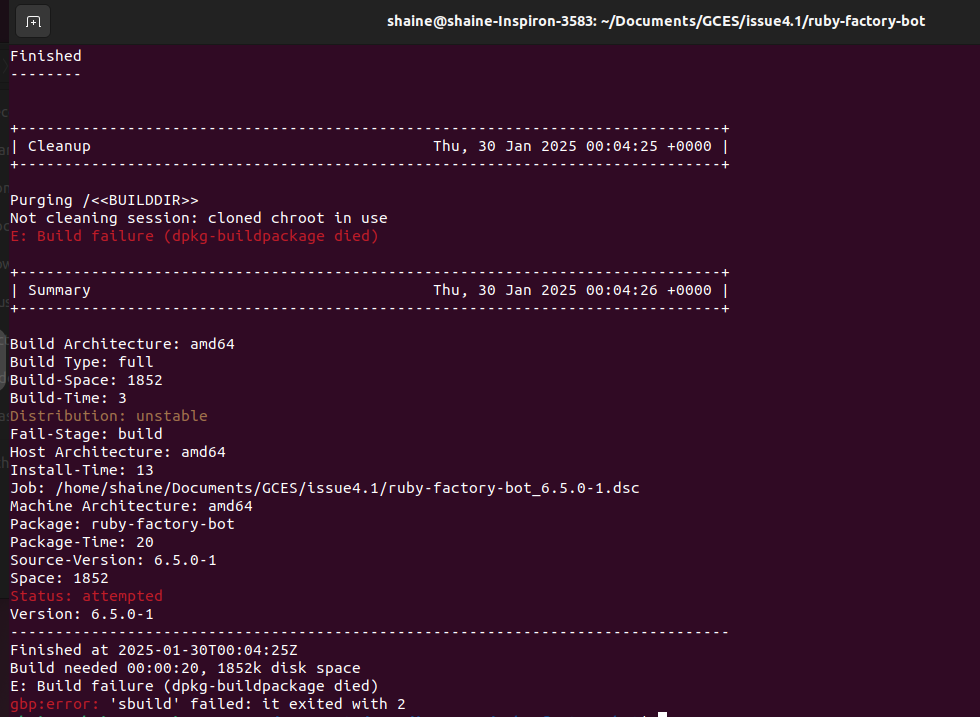 shaine@shaine-Inspiron-3583: ~/Documents/GCES/issue4.1/ruby-factory-bot
Finished
--------
+------------------------------------------------------------------------------+
| Cleanup                                      Thu, 30 Jan 2025 00:04:25 +0000 |
+------------------------------------------------------------------------------+
Purging /<<BUILDDIR>>
Not cleaning session: cloned chroot in use
E: Build failure (dpkg-buildpackage died)
+------------------------------------------------------------------------------+
| Summary                                      Thu, 30 Jan 2025 00:04:26 +0000 |
+------------------------------------------------------------------------------+
Build Architecture: amd64
Build Type: full
Build-Space: 1852
Build-Time: 3
Distribution: unstable
Fail-Stage: build
Host Architecture: amd64
Install-Time: 13
Job: /home/shaine/Documents/GCES/issue4.1/ruby-factory-bot_6.5.0-1.dsc
Machine Architecture: amd64
Package: ruby-factory-bot
Package-Time: 20
Source-Version: 6.5.0-1
Space: 1852
Status: attempted
Version: 6.5.0-1
--------------------------------------------------------------------------------
Finished at 2025-01-30T00:04:25Z
Build needed 00:00:20, 1852k disk space
E: Build failure (dpkg-buildpackage died)
gbp:error: 'sbuild' failed: it exited with 2